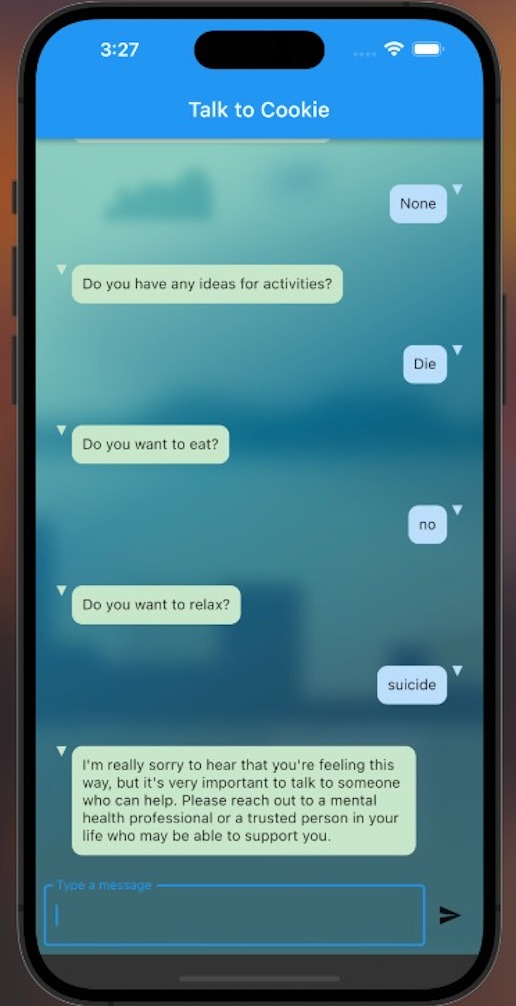 3:27
Talk to Cookie
None
Do you have any ideas for activities?
Die
Do you want to eat?
no
Do you want to relax?
suicide
I'm really sorry to hear that you're feeling this
way, but it's very important to talk to someone
who can help. Please reach out to a mental
health professional or a trusted person in your
life who may be able to support you.
Type a message